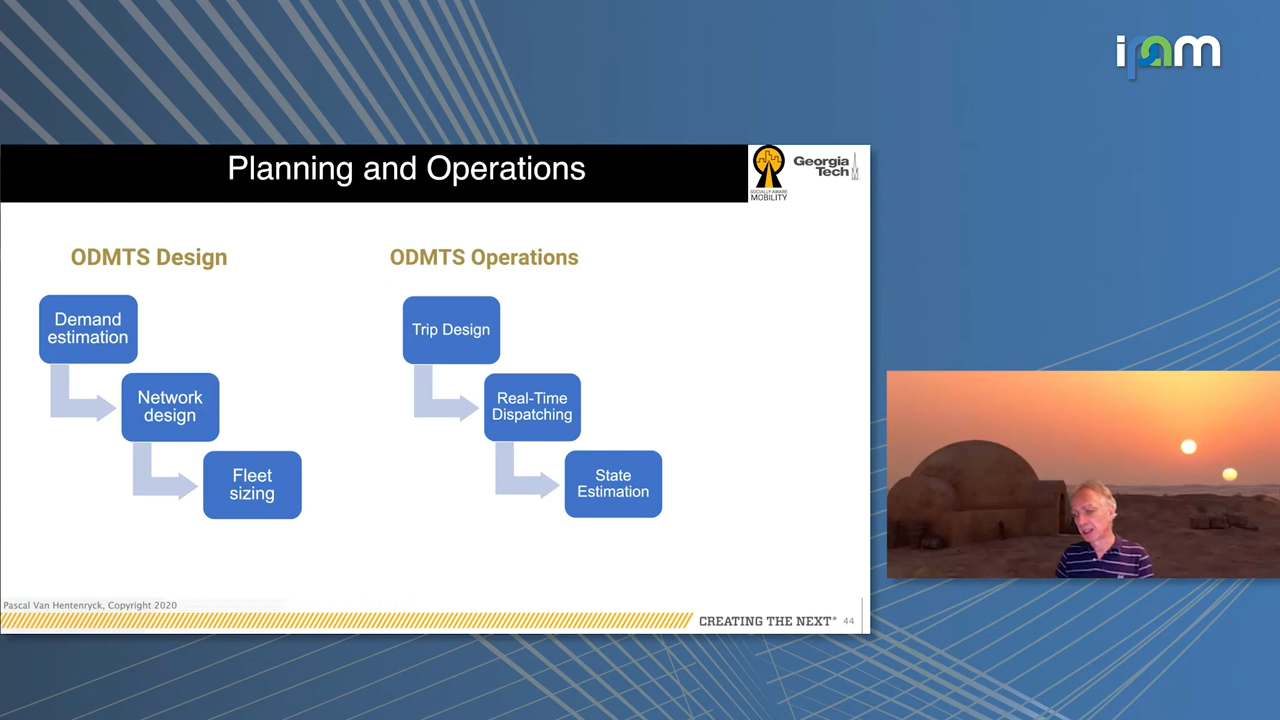 ipam
Planning and Operations
SOCIALLY-AWARE
MOBILITY
Georgia
Tech
ODMTS Design
ODMTS Operations
Demand
estimation
Network
design
Fleet
sizing
Trip Design
Real-Time
Dispatching
State
Estimation
Pascal Van Hentenryck, Copyright 2020
CREATING THE NEXT®
44